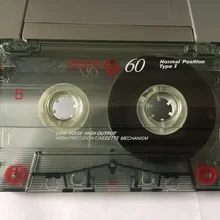 60
Normal Position
Type I
B
LOW NOISE HIGH OUTPUT
HIGH PRECISION CASSETTE MECHANISM